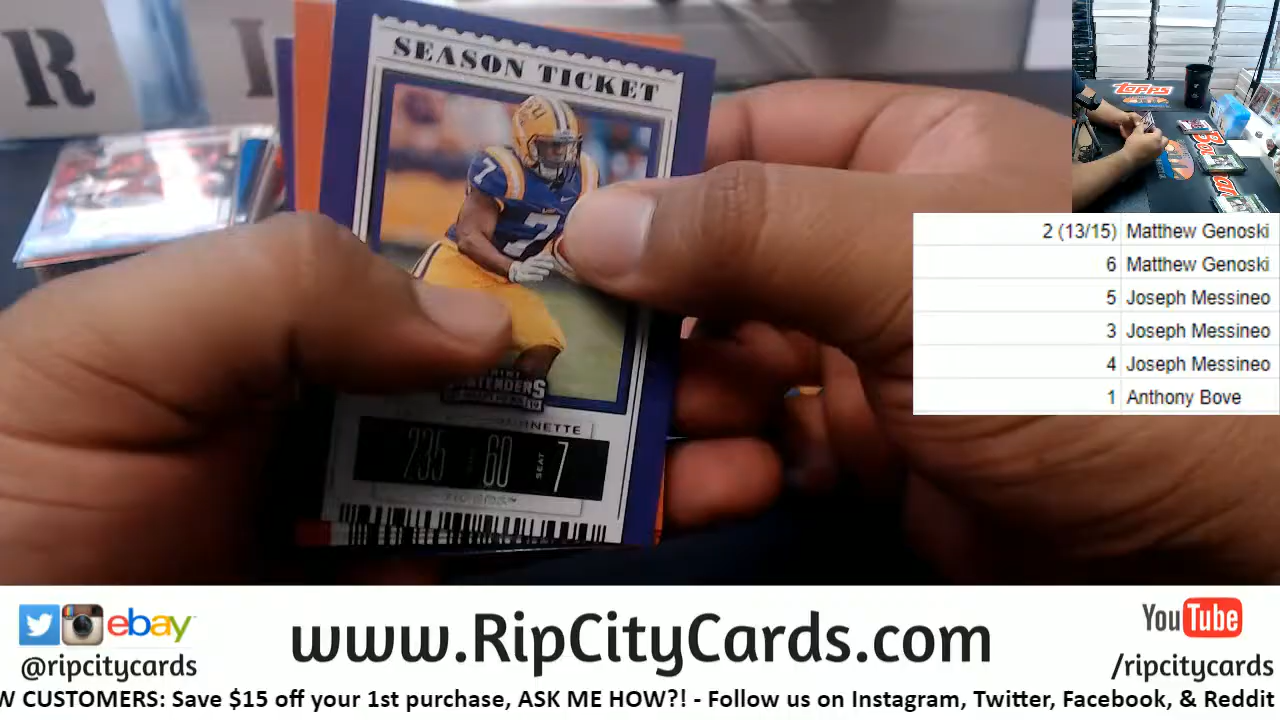 R I
SEASON TICKET
7
7
235 60 SEAT 7
TOPPS
2 (13/15) Matthew Genoski
6 Matthew Genoski
5 Joseph Messineo
3 Joseph Messineo
4 Joseph Messineo
1 Anthony Bove
ebay
@ripcitycards
www.RipCityCards.com
YouTube
/ripcitycards
W CUSTOMERS: Save $15 off your 1st purchase, ASK ME HOW?! - Follow us on Instagram, Twitter, Facebook, & Reddit